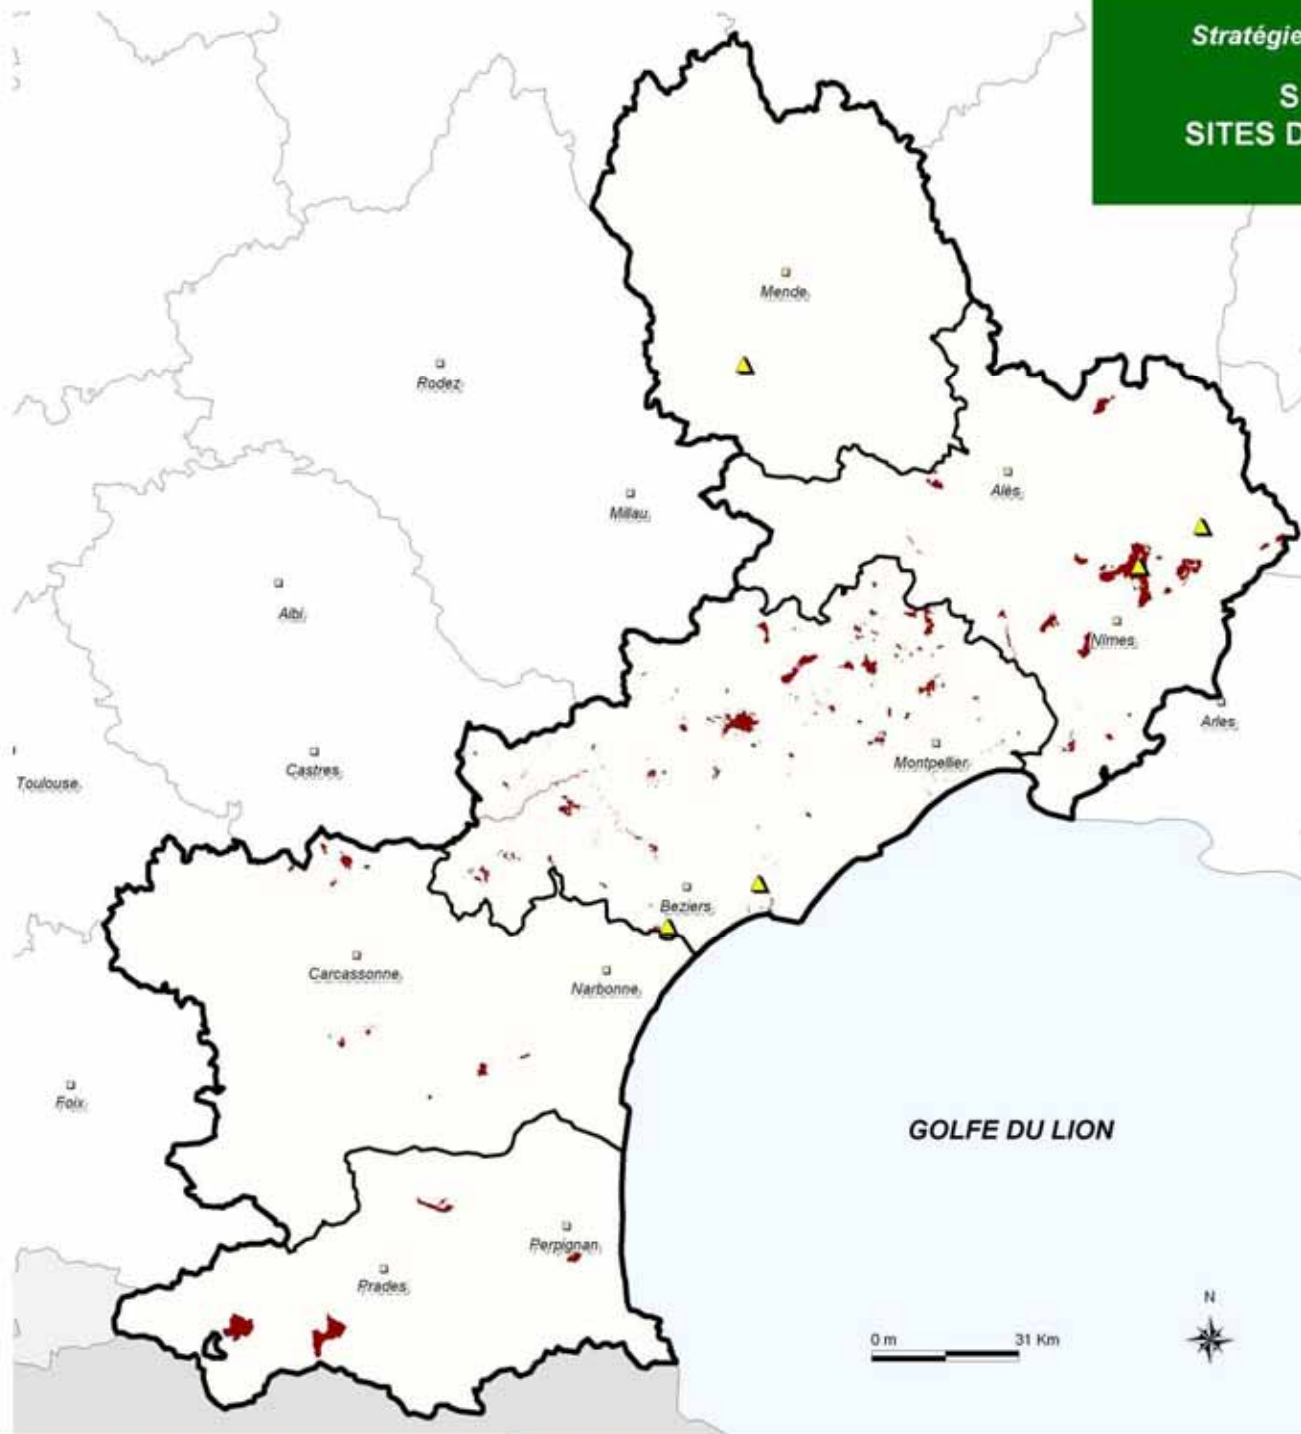 Stratégie
S
SITES D
Mende
Rodez
Alès
Millau
Albi
Nîmes
Arles
Castres
Toulouse
Montpellier
Beziers
Carcassonne
Narbonne
Foix
GOLFE DU LION
Perpignan
Prades
N
0 m 31 Km